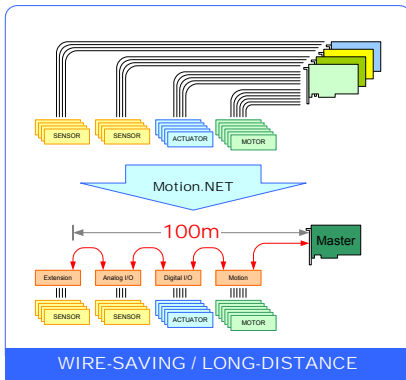 SENSOR
SENSOR
ACTUATOR
MOTOR
Motion.NET
100m
Master
Extension
Analog I/O
Digital I/O
Motion
SENSOR
SENSOR
ACTUATOR
MOTOR
WIRE-SAVING / LONG-DISTANCE